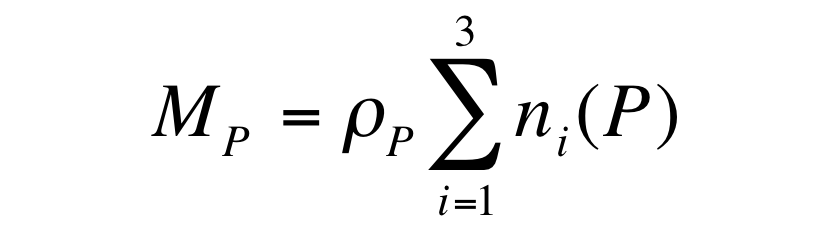 M_P = ρ_P ∑_{i=1}^{3} n_i(P)